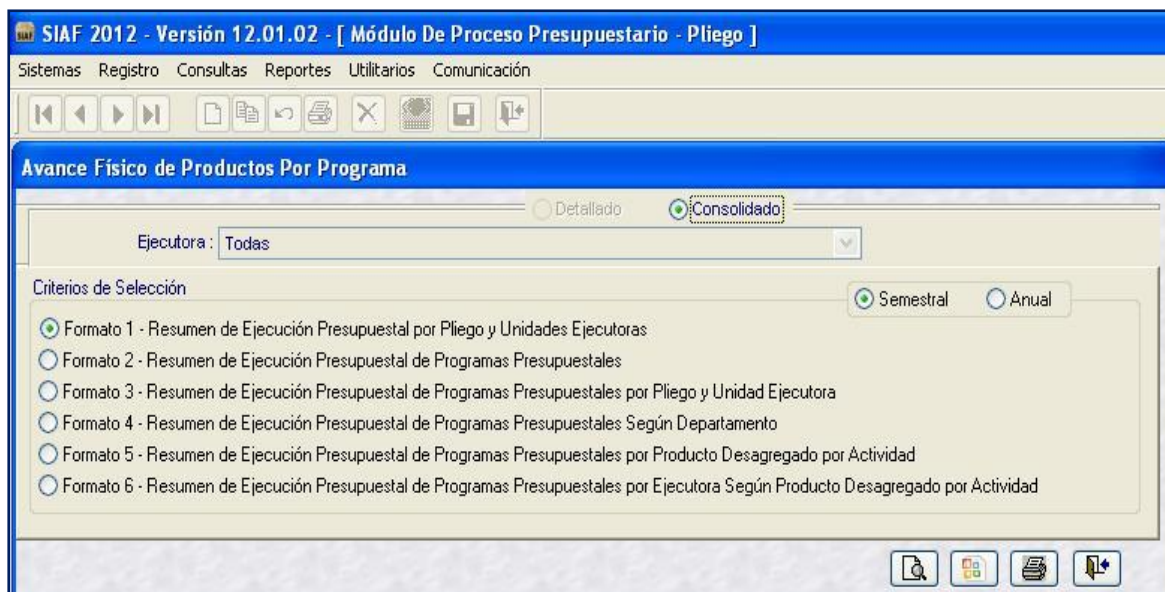 SIAF 2012 - Versión 12.01.02 - [ Módulo De Proceso Presupuestario - Pliego ]
Sistemas Registro Consultas Reportes Utilitarios Comunicación
Avance Físico de Productos Por Programa
Detallado Consolidado
Ejecutora : Todas
Criterios de Selección
Semestral Anual
Formato 1 - Resumen de Ejecución Presupuestal por Pliego y Unidades Ejecutoras
Formato 2 - Resumen de Ejecución Presupuestal de Programas Presupuestales
Formato 3 - Resumen de Ejecución Presupuestal de Programas Presupuestales por Pliego y Unidad Ejecutora
Formato 4 - Resumen de Ejecución Presupuestal de Programas Presupuestales Según Departamento
Formato 5 - Resumen de Ejecución Presupuestal de Programas Presupuestales por Producto Desagregado por Actividad
Formato 6 - Resumen de Ejecución Presupuestal de Programas Presupuestales por Ejecutora Según Producto Desagregado por Actividad